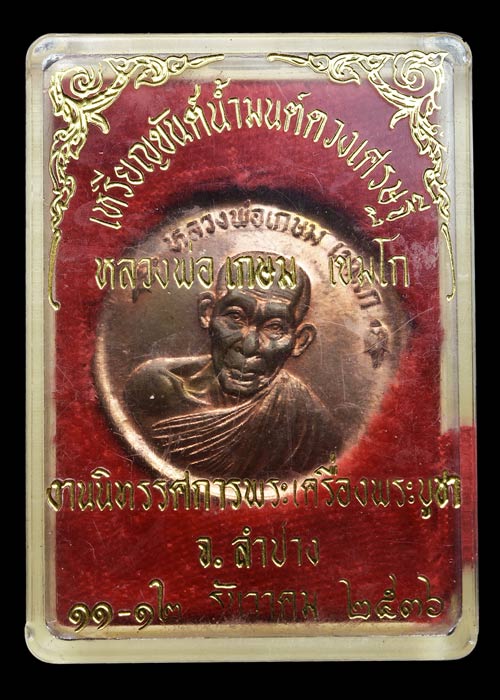 เหรียญขันต์น้ำมนต์ดวงเศรษฐี
หลวงพ่อเกษม เขมโก
หลวงพ่อเกษม
งานนิทรรศการพระเครื่องพระบูชา
จ. ลำปาง
๑๑-๑๒ ธันวาคม ๒๕๓๖